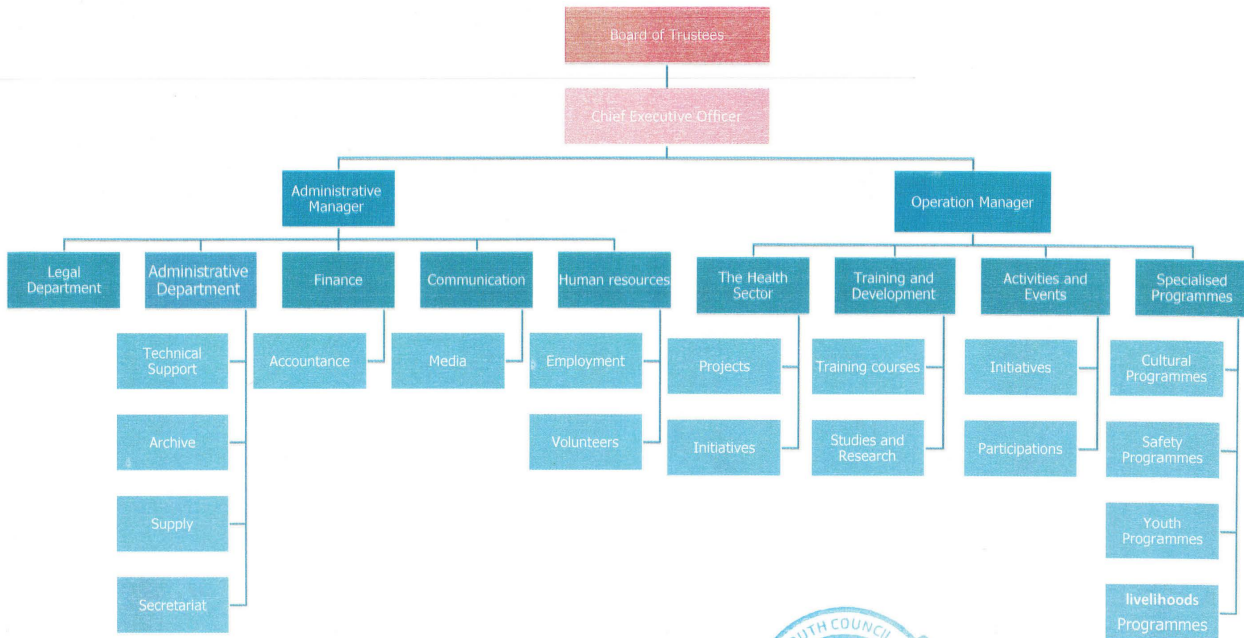 Board of Trustees
Chief Executive Officer
Administrative
Manager
Operation Manager
Legal
Department
Administrative
Department
Finance
Communication
Human resources
The Health
Sector
Training and
Development
Activities and
Events
Specialised
Programmes
Technical
Support
Archive
Supply
Secretariat
Accountance
Media
Employment
Volunteers
Projects
Initiatives
Training courses
Studies and
Research
Initiatives
Participations
Cultural
Programmes
Safety
Programmes
Youth
Programmes
livelihoods
Programmes
COUNCIL